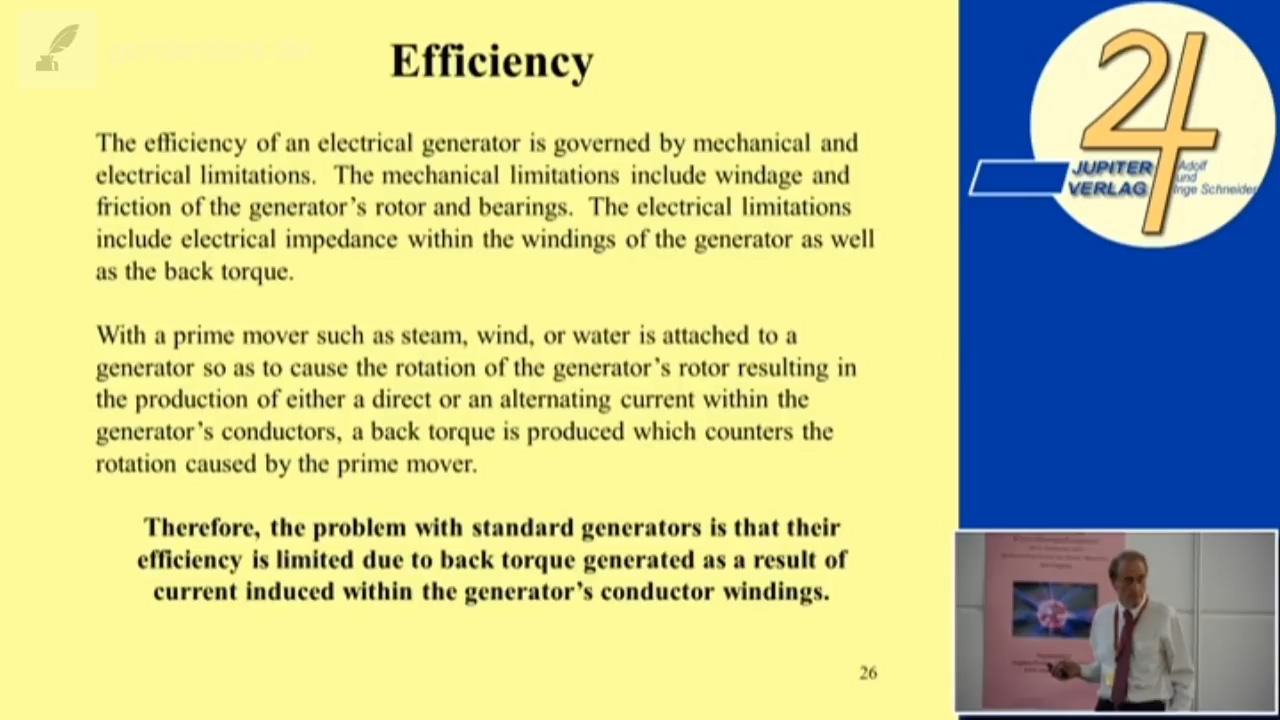 Efficiency
The efficiency of an electrical generator is governed by mechanical and
electrical limitations. The mechanical limitations include windage and
friction of the generator's rotor and bearings. The electrical limitations
include electrical impedance within the windings of the generator as well
as the back torque.
With a prime mover such as steam, wind, or water is attached to a
generator so as to cause the rotation of the generator's rotor resulting in
the production of either a direct or an alternating current within the
generator's conductors, a back torque is produced which counters the
rotation caused by the prime mover.
Therefore, the problem with standard generators is that their
efficiency is limited due to back torque generated as a result of
current induced within the generator's conductor windings.
26
JUPITER
VERLAG
Adolf
und
Inge Schneider